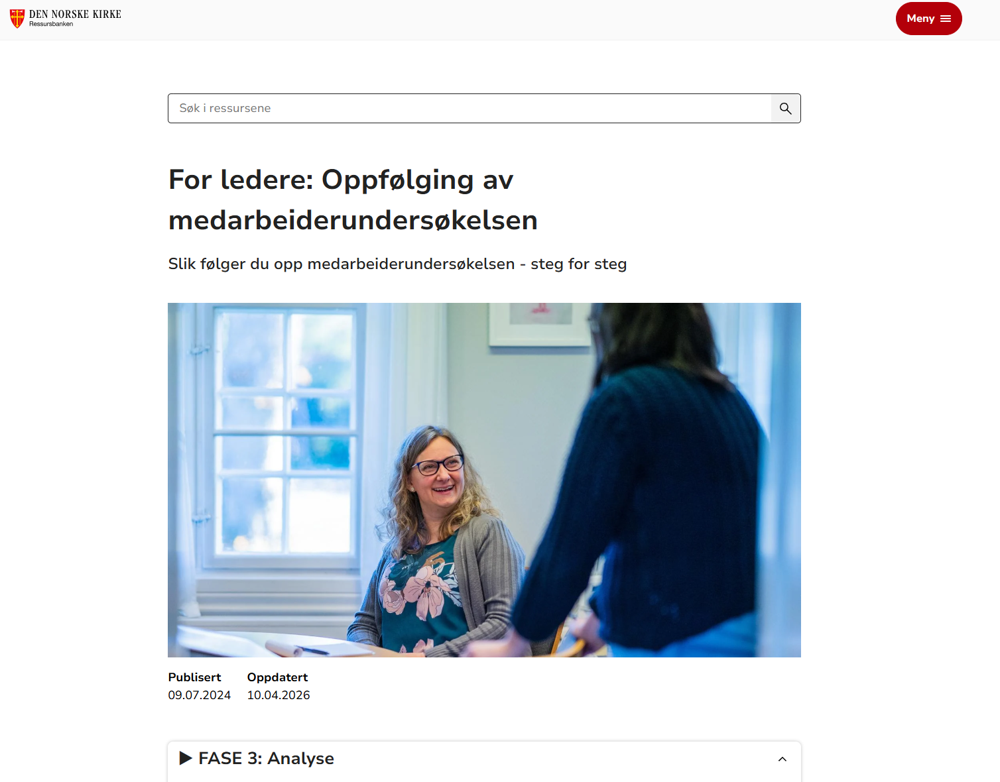 DEN NORSKE KIRKE
Ressursbanken
Meny
Søk i ressursene
For ledere: Oppfølging av
medarbeiderundersøkelsen
Slik følger du opp medarbeiderundersøkelsen - steg for steg
Publisert
09.07.2024
Oppdatert
10.04.2026
FASE 3: Analyse